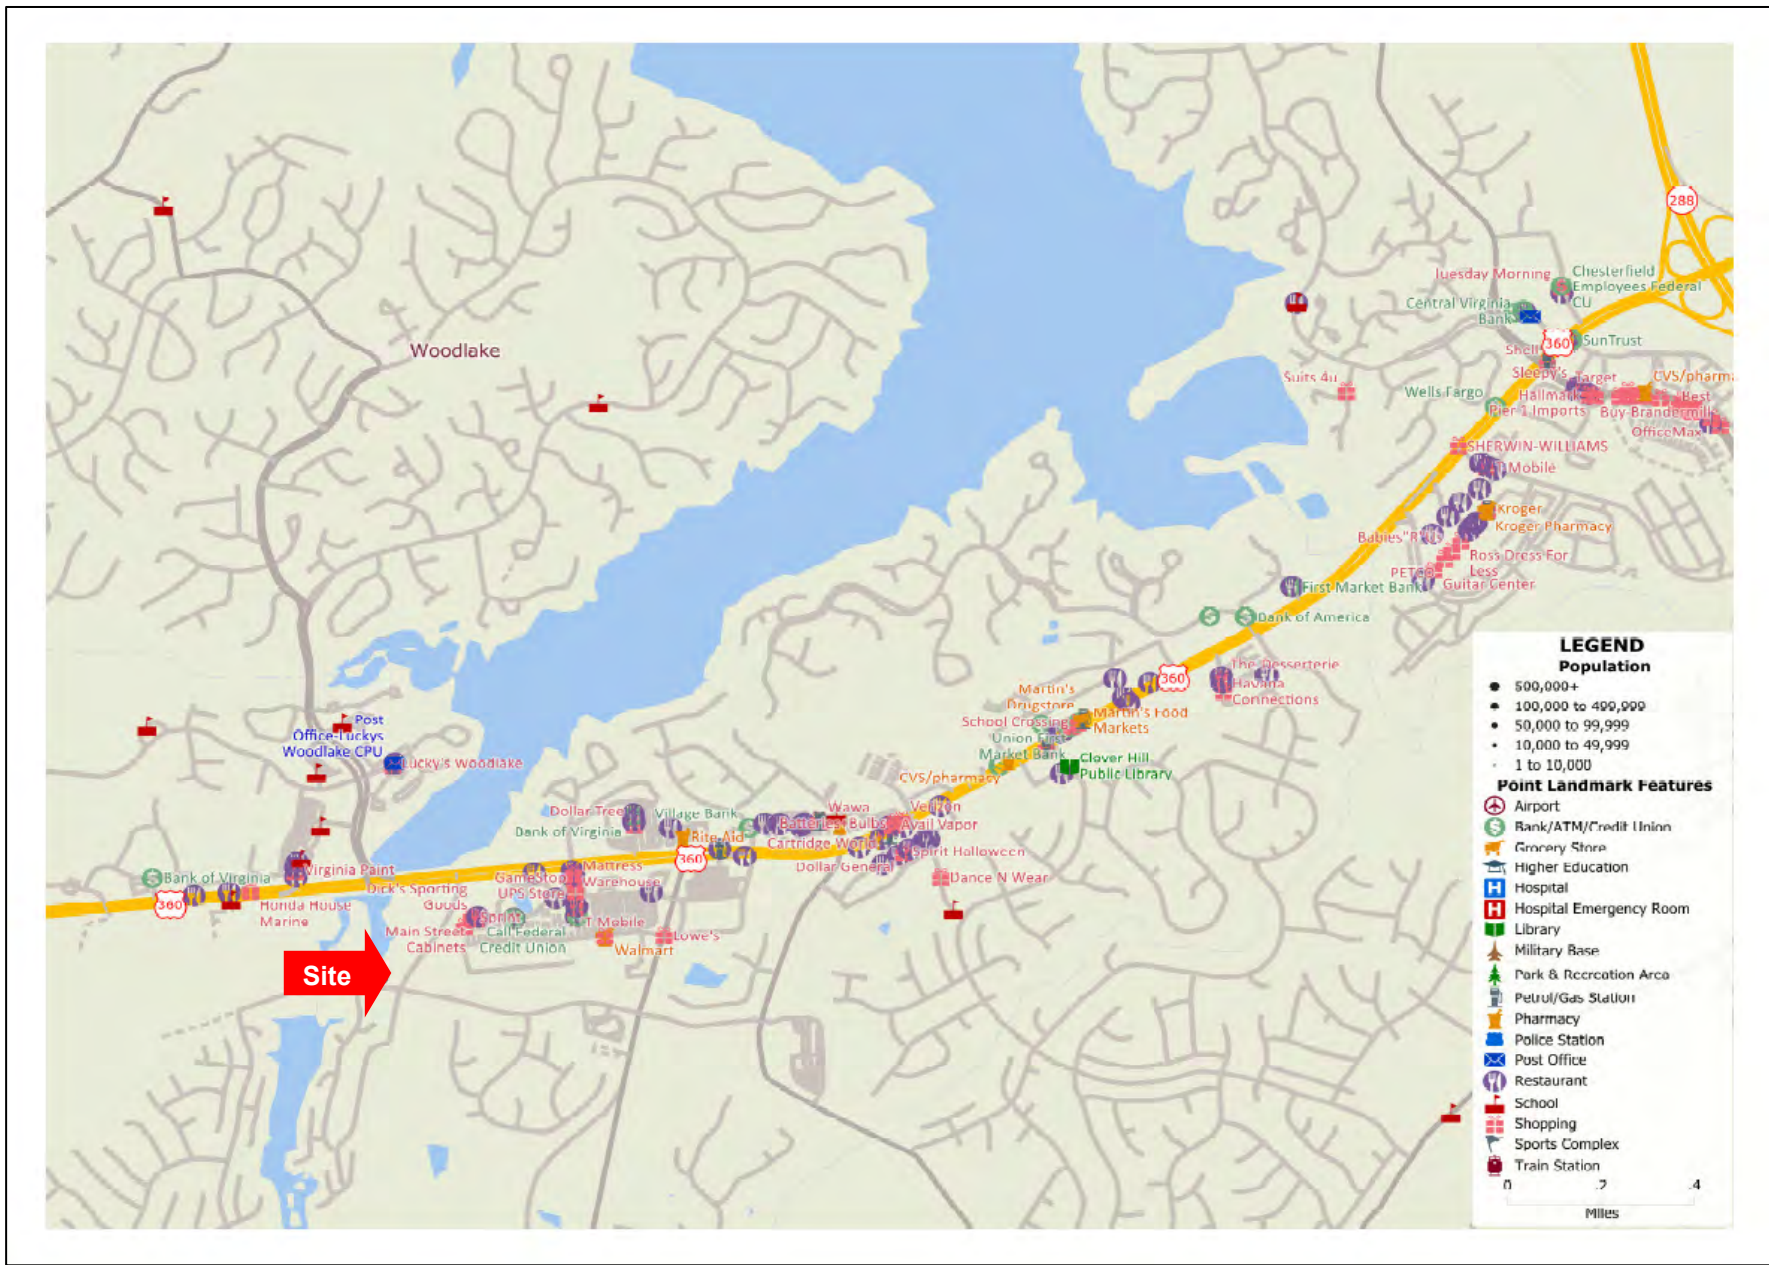 288
Tuesday Morning
Chesterfield
Employees Federal
CU
Central Virginia
Bank
360
SunTrust
Shell
Sleepy's
Target
CVS/pharma
Woodlake
Suits 4u
Wells Fargo
Hallmark
Best
Pier 1 Imports
Buy Brandermill
OfficeMax
SHERWIN-WILLIAMS
Mobile
Kroger
Kroger Pharmacy
Babies"R"Us
Ross Dress For
Less
PETCO
Guitar Center
First Market Bank
Bank of America
The Desserterie
360
Havana
Connections
Martin's
Drugstore
Martin's Food
Markets
School Crossing
Union First
Market Bank
Clover Hill
Public Library
CVS/pharmacy
Post
Office-Luckys
Woodlake CPU
Lucky's Woodlake
Dollar Tree
Village Bank
Wawa
Verizon
Bank of Virginia
Rite Aid
Batteries+Bulbs
Avail Vapor
Cartridge World
360
Spirit Halloween
Dollar General
Virginia Paint
Mattress
Warehouse
GameStop
UPS Store
Dance N Wear
Bank of Virginia
Dick's Sporting
Goods
360
Honda House
Marine
Sprint
T Mobile
Main Street
Cabinets
Call Federal
Credit Union
Walmart
Lowe's
Site
LEGEND
Population
500,000+
100,000 to 499,999
50,000 to 99,999
10,000 to 49,999
1 to 10,000
Point Landmark Features
Airport
Bank/ATM/Credit Union
Grocery Store
Higher Education
Hospital
Hospital Emergency Room
Library
Military Base
Park & Recreation Area
Petrol/Gas Station
Pharmacy
Police Station
Post Office
Restaurant
School
Shopping
Sports Complex
Train Station
0 .2 .4
Miles